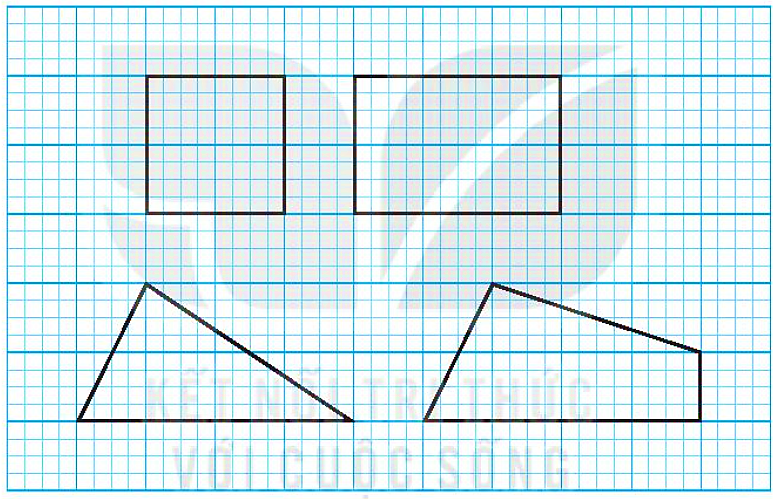 KẾT NỐI TRI THỨC
VỚI CUỘC SỐNG